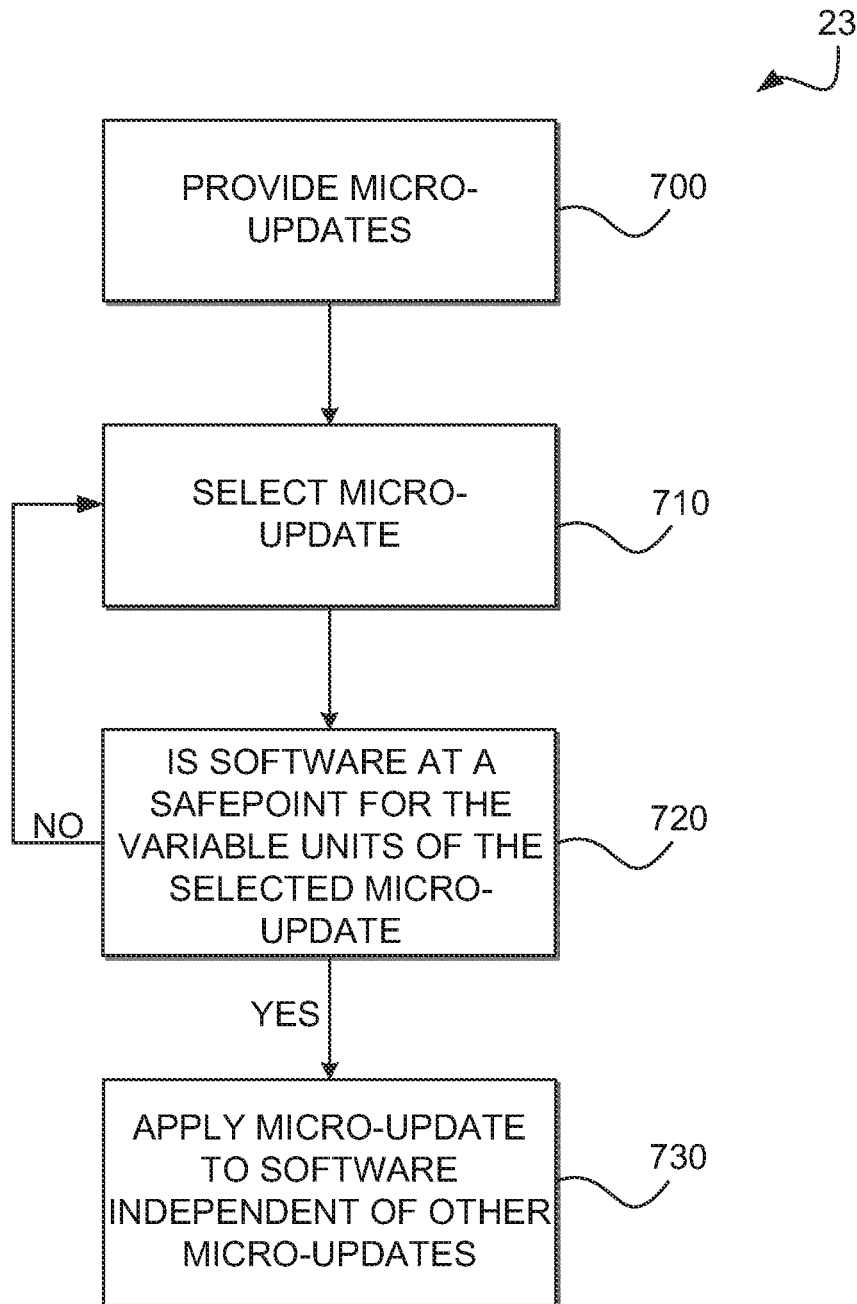 23
PROVIDE MICRO-
UPDATES
700
SELECT MICRO-
UPDATE
710
IS SOFTWARE AT A
SAFEPOINT FOR THE
VARIABLE UNITS OF THE
SELECTED MICRO-
UPDATE
720
NO
YES
APPLY MICRO-UPDATE
TO SOFTWARE
INDEPENDENT OF OTHER
MICRO-UPDATES
730